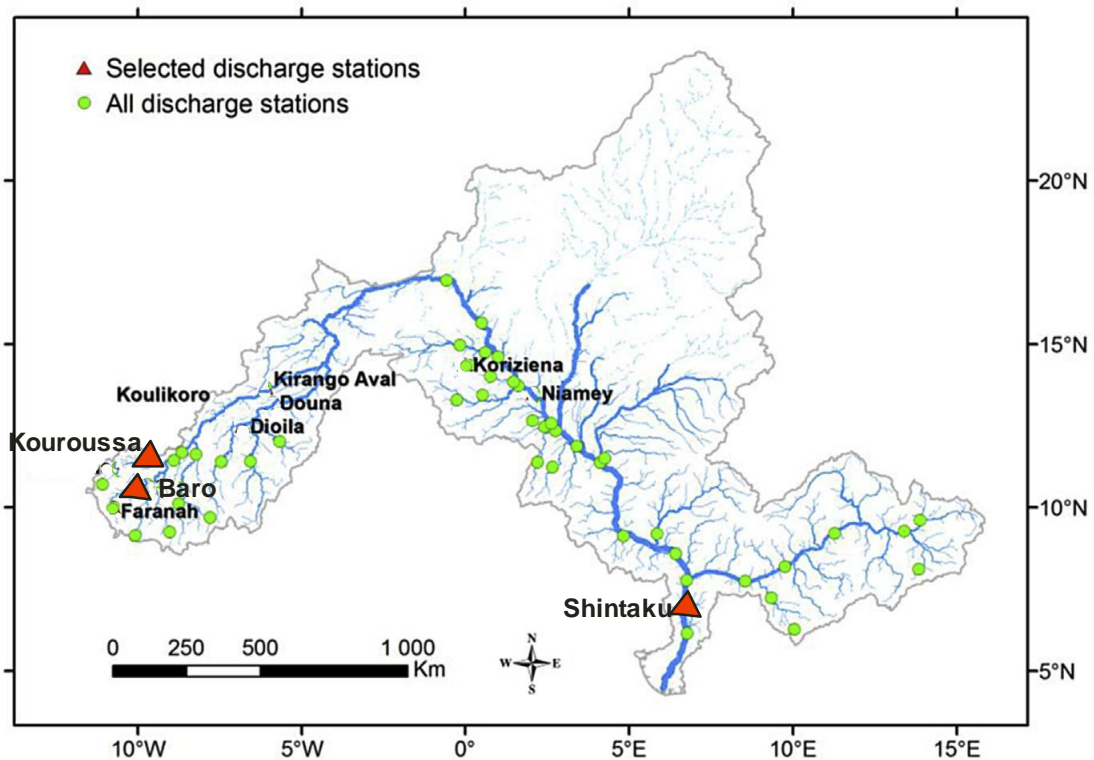 Selected discharge stations
All discharge stations
20°N
15°N
Koriziena
Kirango Aval
Koulikoro
Niamey
Douna
Dioila
Kouroussa
Baro
10°N
Faranah
Shintaku
0 250 500 1 000
Km
N
W E
S
5°N
10°W 5°W 0° 5°E 10°E 15°E